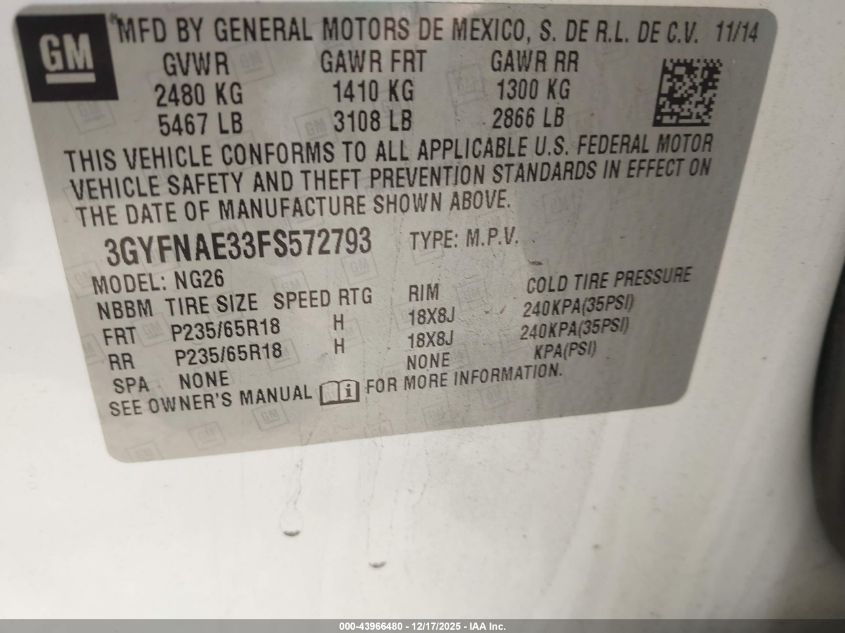 GM
MFD BY GENERAL MOTORS DE MEXICO, S. DE R.L. DE C.V. 11/14
GVWR GAWR FRT GAWR RR
2480 KG 1410 KG 1300 KG
5467 LB 3108 LB 2866 LB
THIS VEHICLE CONFORMS TO ALL APPLICABLE U.S. FEDERAL MOTOR
VEHICLE SAFETY AND THEFT PREVENTION STANDARDS IN EFFECT ON
THE DATE OF MANUFACTURE SHOWN ABOVE.
3GYFNAE33FS572793 TYPE: M.P.V.
MODEL: NG26
NBBM TIRE SIZE SPEED RTG RIM COLD TIRE PRESSURE
FRT P235/65R18 H 18X8J 240KPA(35PSI)
RR P235/65R18 H 18X8J 240KPA(35PSI)
SPA NONE NONE KPA(PSI)
SEE OWNER'S MANUAL FOR MORE INFORMATION.
000-43966480 - 12/17/2025 - IAA Inc.